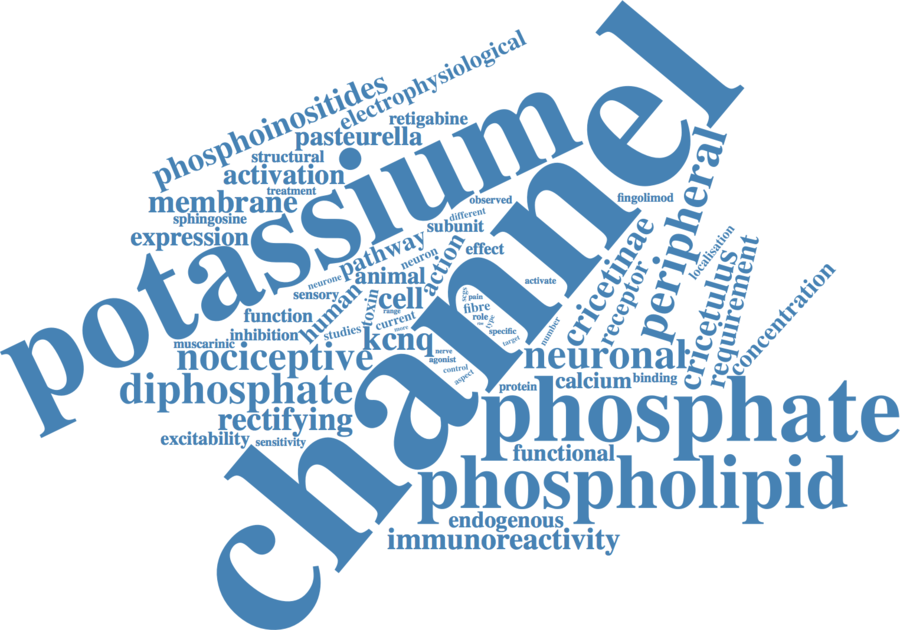 channel
potassium
phosphate
phospholipid
phosphoinositides
electrophysiological
retigabine
pasteurella
structural
activation
treatment
membrane
sphingosine
expression
observed
different
subunit
fingolimod
pathway
neuron
action
effect
neurone
animal
activate
sensory
human
toxin
cell
range
current
more
studies
function
inhibition
muscarinic
kcnq
nociceptive
diphosphate
rectifying
excitability
sensitivity
pain
fibre
role
type
specific
target
number
nerve
agonist
control
aspect
cricetinae
receptor
peripheral
localisation
cricetulus
requirement
concentration
neuronal
protein
calcium
binding
functional
endogenous
immunoreactivity